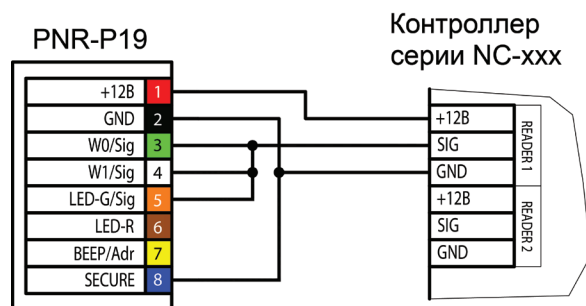 PNR-P19
Контроллер
серии NC-xxx
+12В 1
GND 2
W0/Sig 3
W1/Sig 4
LED-G/Sig 5
LED-R 6
BEEP/Adr 7
SECURE 8
+12В
SIG
GND
READER 1
+12В
SIG
GND
READER 2